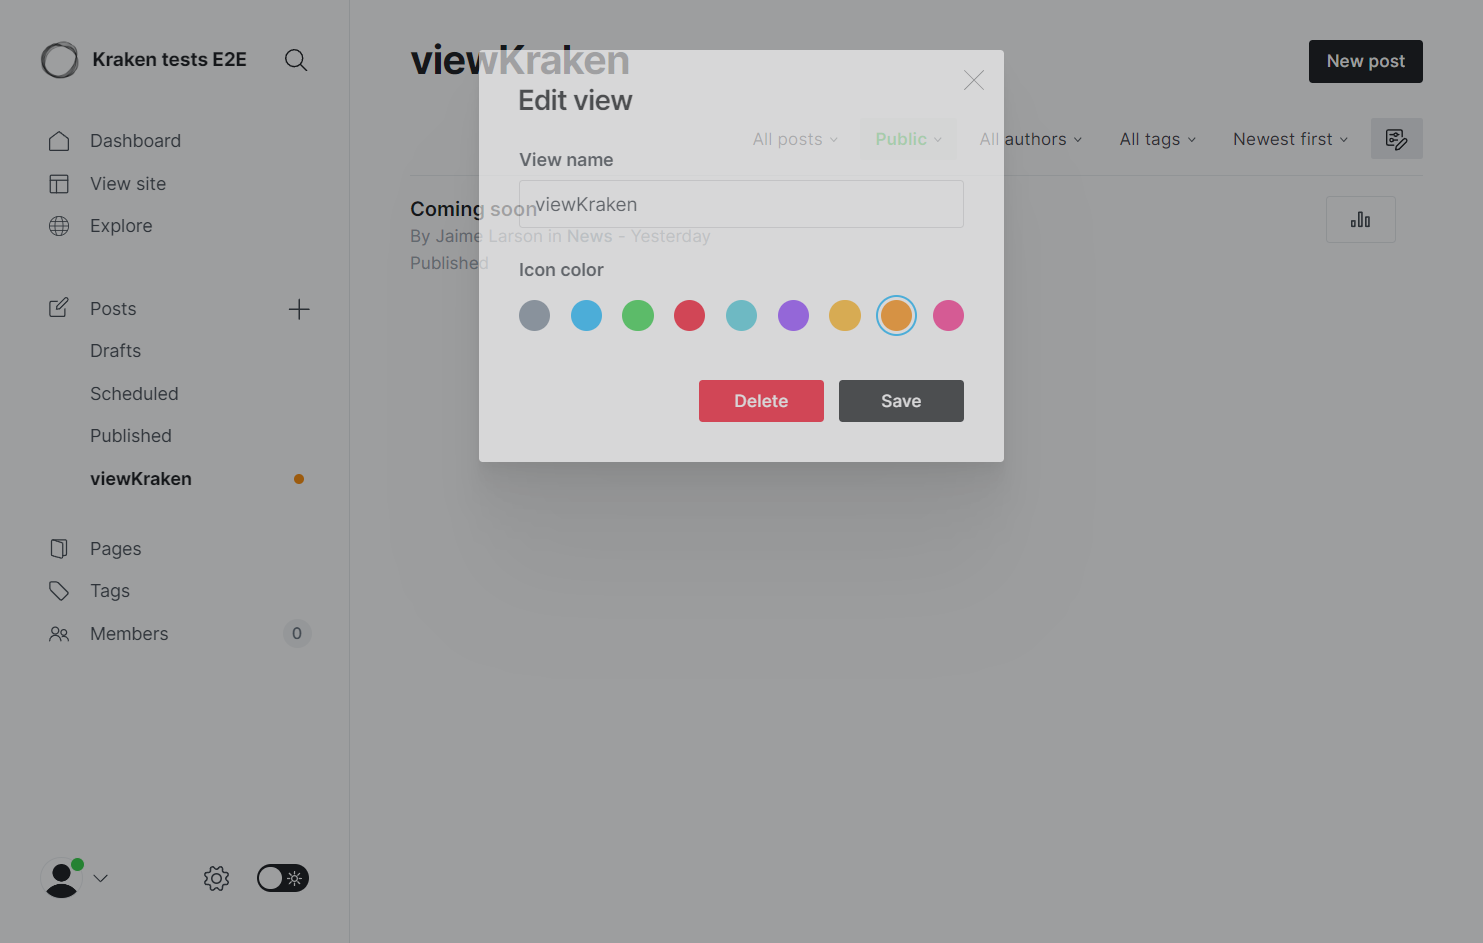 Kraken tests E2E
Dashboard
View site
Explore
Posts
Drafts
Scheduled
Published
viewKraken
Pages
Tags
Members 0
viewKraken
New post
All posts Public All authors All tags Newest first
Coming soon
By Jaime Larson in News - Yesterday
Published
Edit view
View name
viewKraken
Icon color
Delete Save